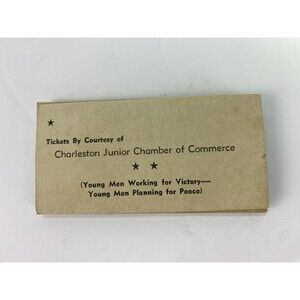 ★
Tickets By Courtesy of
Charleston Junior Chamber of Commerce
★ ★
(Young Men Working for Victory—
Young Men Planning for Peace)